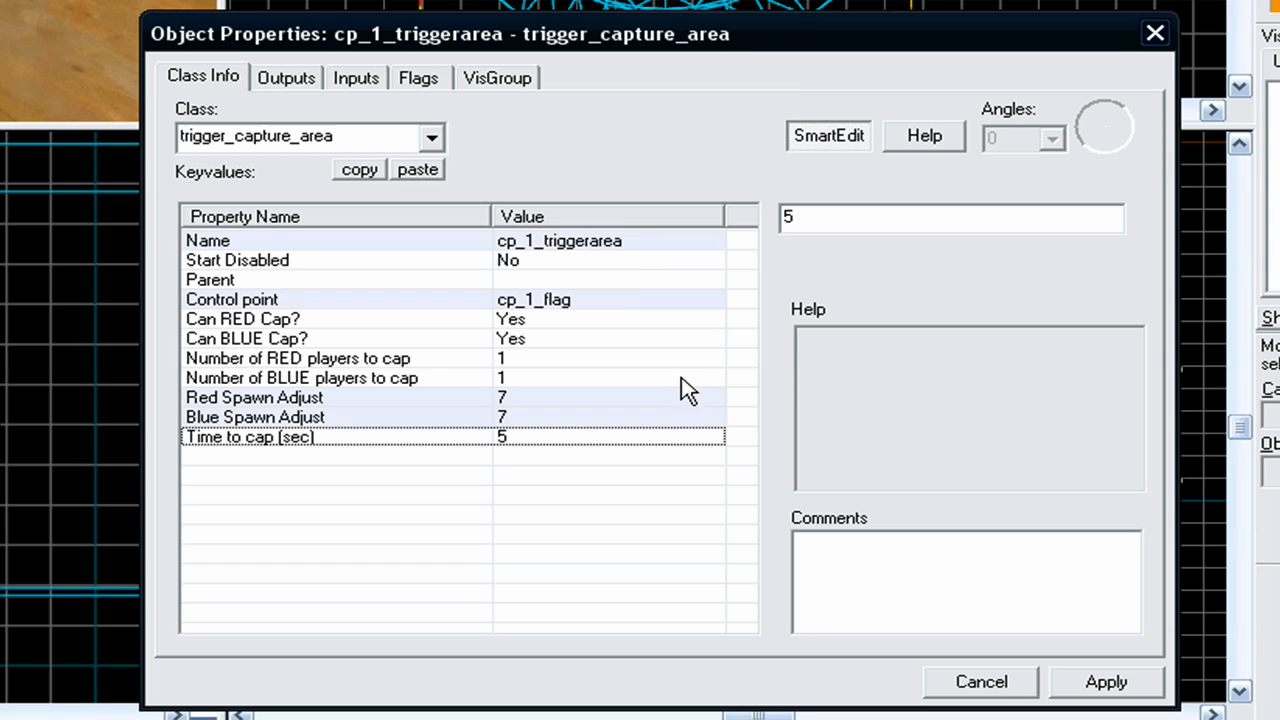 Object Properties: cp_1_triggerarea - trigger_capture_area
Class Info Outputs Inputs Flags VisGroup
Class:
trigger_capture_area
SmartEdit Help
Angles:
0
Keyvalues: copy paste
Property Name Value
5
Name cp_1_triggerarea
Start Disabled No
Parent
Control point cp_1_flag
Can RED Cap? Yes
Can BLUE Cap? Yes
Number of RED players to cap 1
Number of BLUE players to cap 1
Red Spawn Adjust 7
Blue Spawn Adjust 7
Time to cap (sec) 5
Help
Comments
Cancel Apply